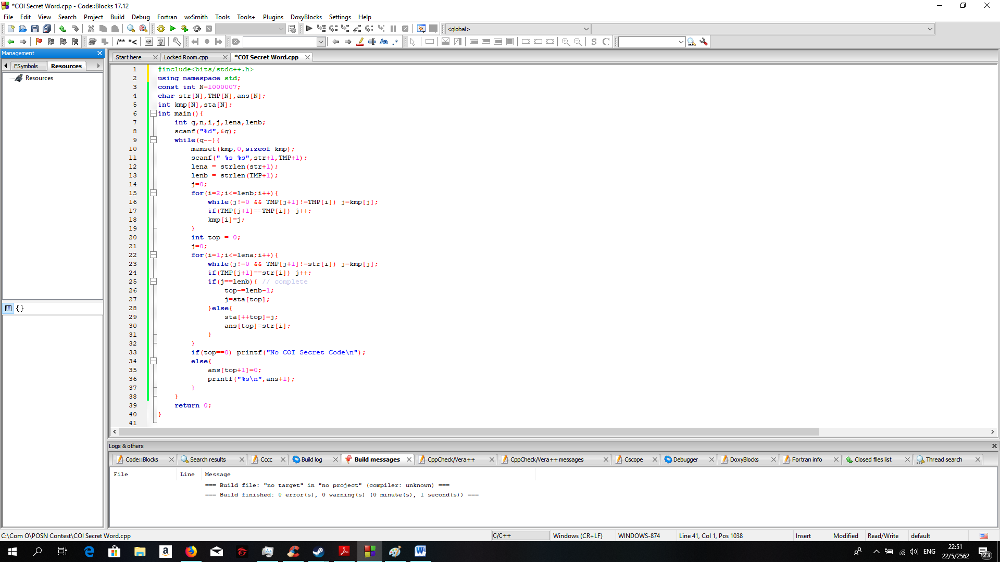 *COI Secret Word.cpp - Code::Blocks 17.12
File Edit View Search Project Build Debug Fortran wxSmith Tools Tools+ Plugins DoxyBlocks Settings Help
<global>
/** *<
Aa .*
S C
Management
FSymbols Resources
Resources
{}
Start here Locked Room.cpp *COI Secret Word.cpp
1 #include<bits/stdc++.h>
2 using namespace std;
3 const int N=1000007;
4 char str[N],TMP[N],ans[N];
5 int kmp[N],sta[N];
6 int main(){
7     int q,n,i,j,lena,lenb;
8     scanf("%d",&q);
9     while(q--){
10         memset(kmp,0,sizeof kmp);
11         scanf(" %s %s",str+1,TMP+1);
12         lena = strlen(str+1);
13         lenb = strlen(TMP+1);
14         j=0;
15         for(i=2;i<=lenb;i++){
16             while(j!=0 && TMP[j+1]!=TMP[i]) j=kmp[j];
17             if(TMP[j+1]==TMP[i]) j++;
18             kmp[i]=j;
19         }
20         int top = 0;
21         j=0;
22         for(i=1;i<=lena;i++){
23             while(j!=0 && TMP[j+1]!=str[i]) j=kmp[j];
24             if(TMP[j+1]==str[i]) j++;
25             if(j==lenb){ // complete
26                 top-=lenb-1;
27                 j=sta[top];
28             }else{
29                 sta[++top]=j;
30                 ans[top]=str[i];
31             }
32         }
33         if(top==0) printf("No COI Secret Code\n");
34         else{
35             ans[top+1]=0;
36             printf("%s\n",ans+1);
37         }
38     }
39     return 0;
40 }
41
Logs & others
Code::Blocks Search results Cccc Build log Build messages CppCheck/Vera++ CppCheck/Vera++ messages Cscope Debugger DoxyBlocks Fortran info Closed files list Thread search
File Line Message
=== Build file: "no target" in "no project" (compiler: unknown) ===
=== Build finished: 0 error(s), 0 warning(s) (0 minute(s), 1 second(s)) ===
C:\Com O\POSN Contest\COI Secret Word.cpp C/C++ Windows (CR+LF) WINDOWS-874 Line 41, Col 1, Pos 1038 Insert Modified Read/Write default
ENG
22:51
22/5/2562
23